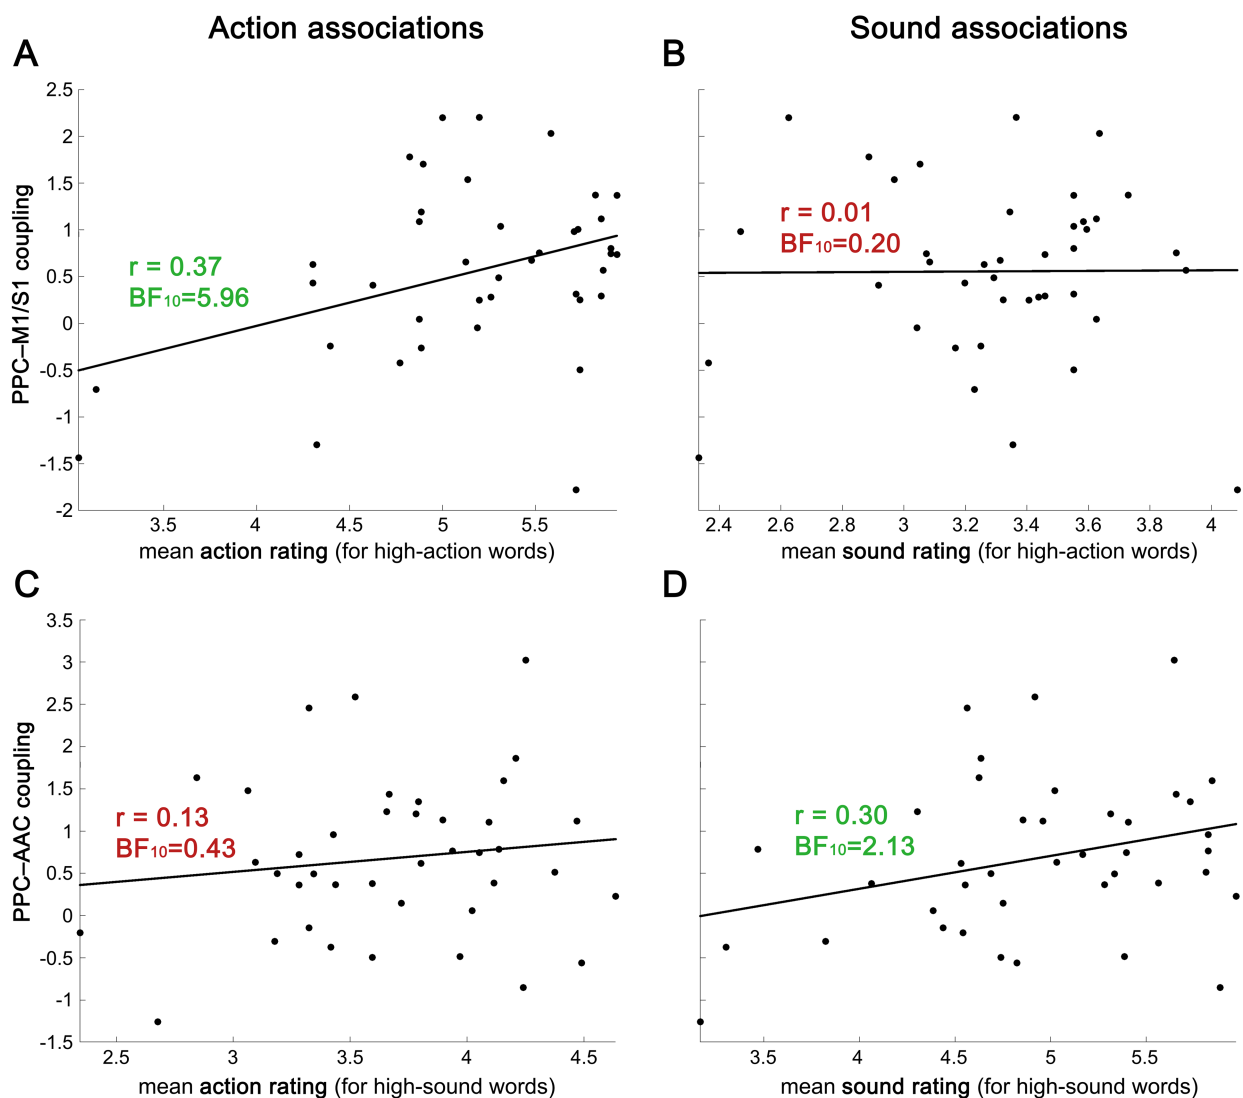 Action associations
Sound associations
A
2.5
2
1.5
1
0.5
0
-0.5
-1
-1.5
-2
PPC–M1/S1 coupling
r = 0.37
BF₁₀=5.96
3.5
4
4.5
5
5.5
mean action rating (for high-action words)
B
r = 0.01
BF₁₀=0.20
2.4
2.6
2.8
3
3.2
3.4
3.6
3.8
4
mean sound rating (for high-action words)
C
3.5
3
2.5
2
1.5
1
0.5
0
-0.5
-1
-1.5
PPC–AAC coupling
r = 0.13
BF₁₀=0.43
2.5
3
3.5
4
4.5
mean action rating (for high-sound words)
D
r = 0.30
BF₁₀=2.13
3.5
4
4.5
5
5.5
mean sound rating (for high-sound words)